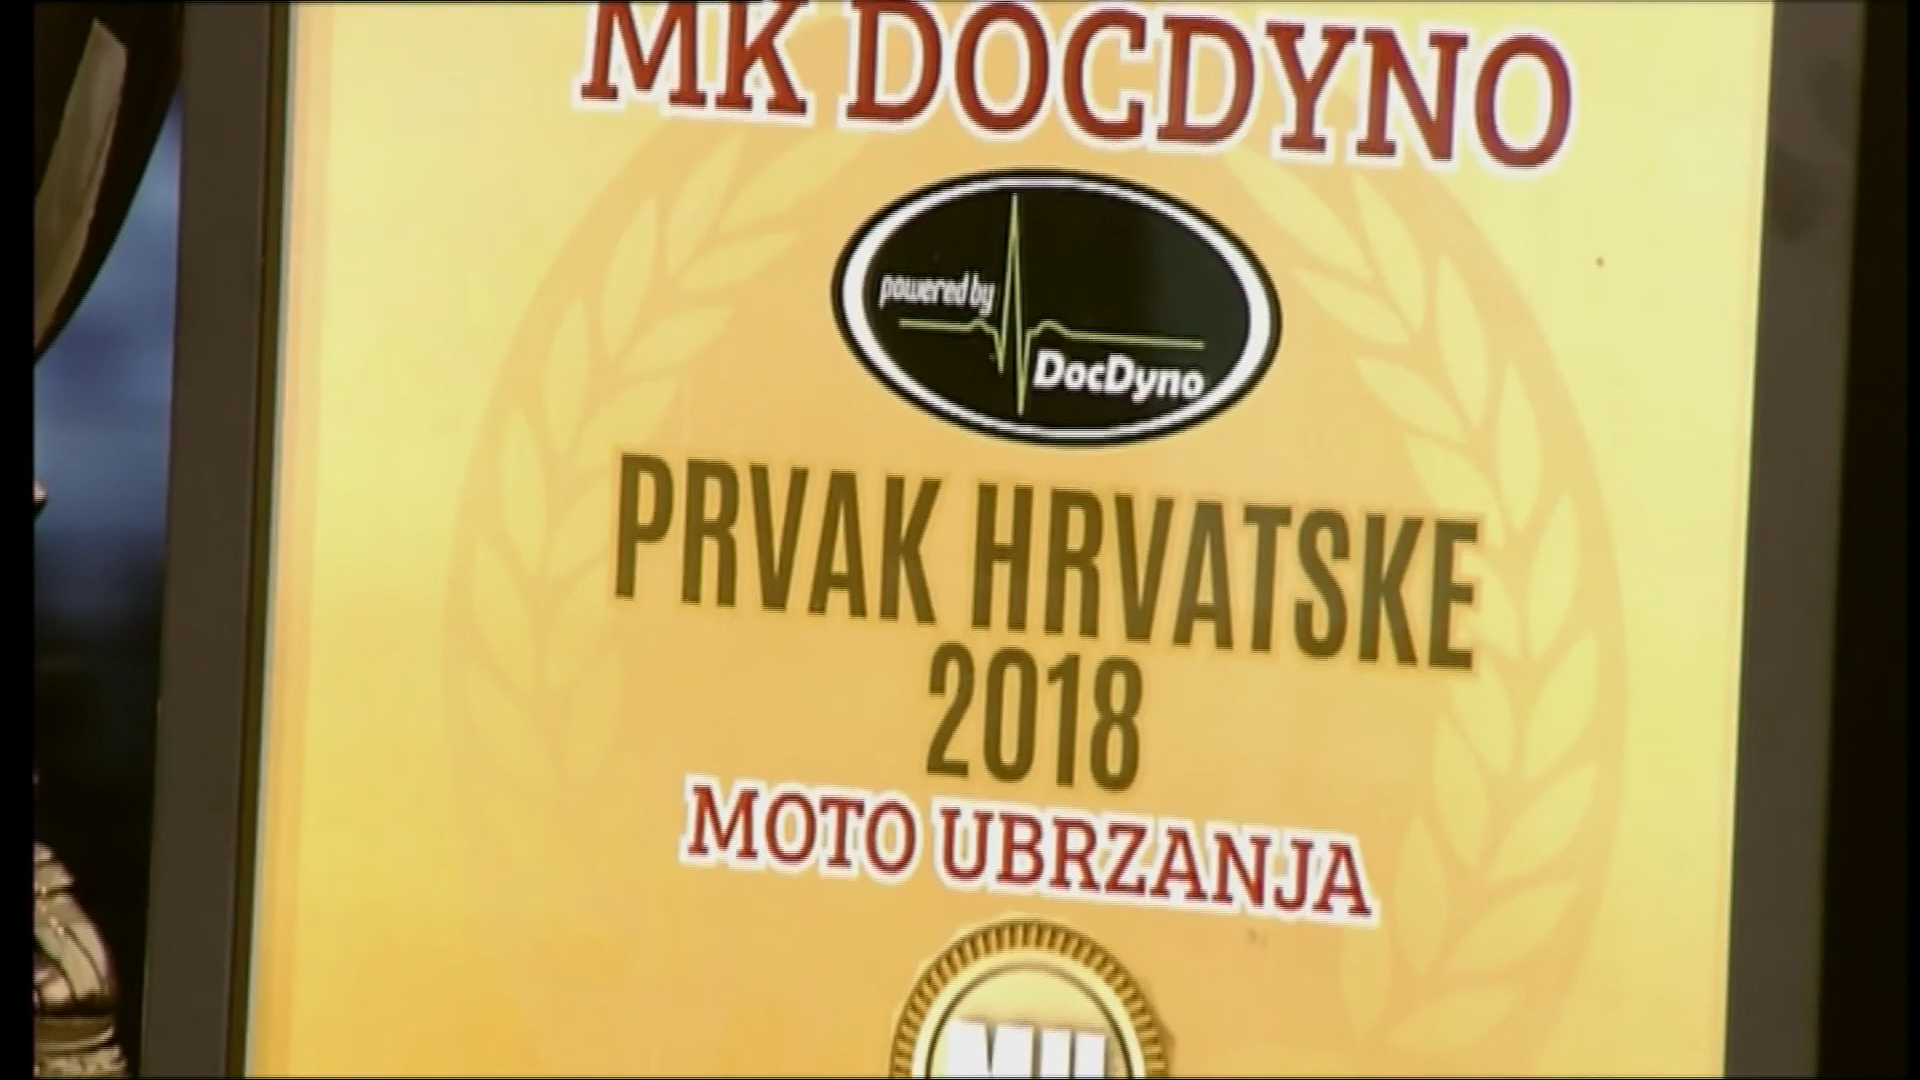 MK DOCDYNO
powered by
DocDyno
PRVAK HRVATSKE
2018
MOTO UBRZANJA